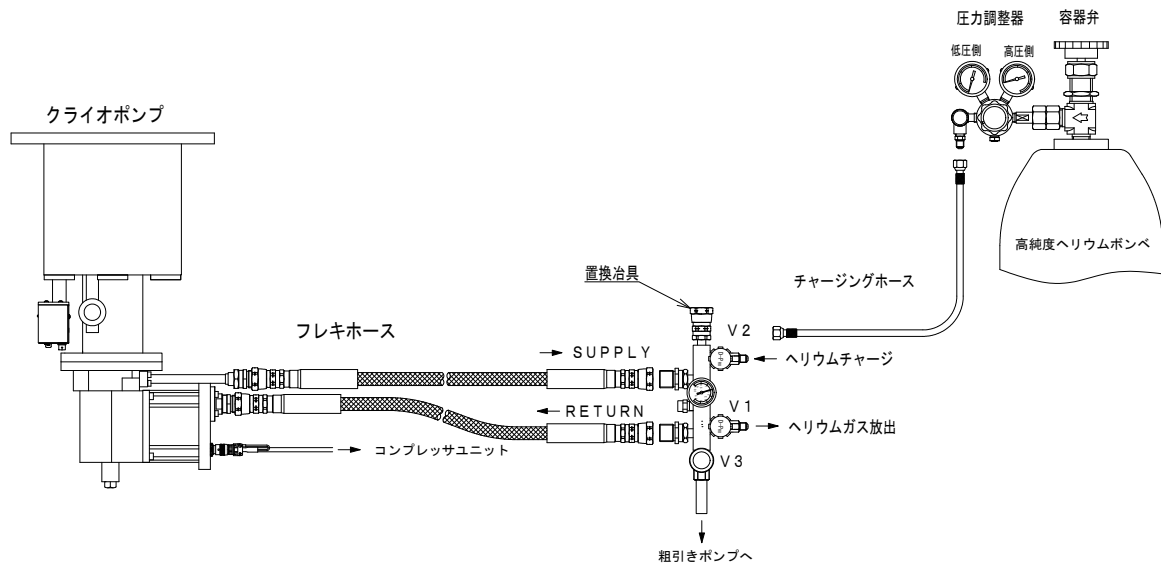 圧力調整器
容器弁
低圧側
高圧側
クライオポンプ
高純度ヘリウムボンベ
置換冶具
チャージングホース
フレキホース
V2
SUPPLY
ヘリウムチャージ
RETURN
V1
ヘリウムガス放出
コンプレッサユニット
V3
粗引きポンプへ